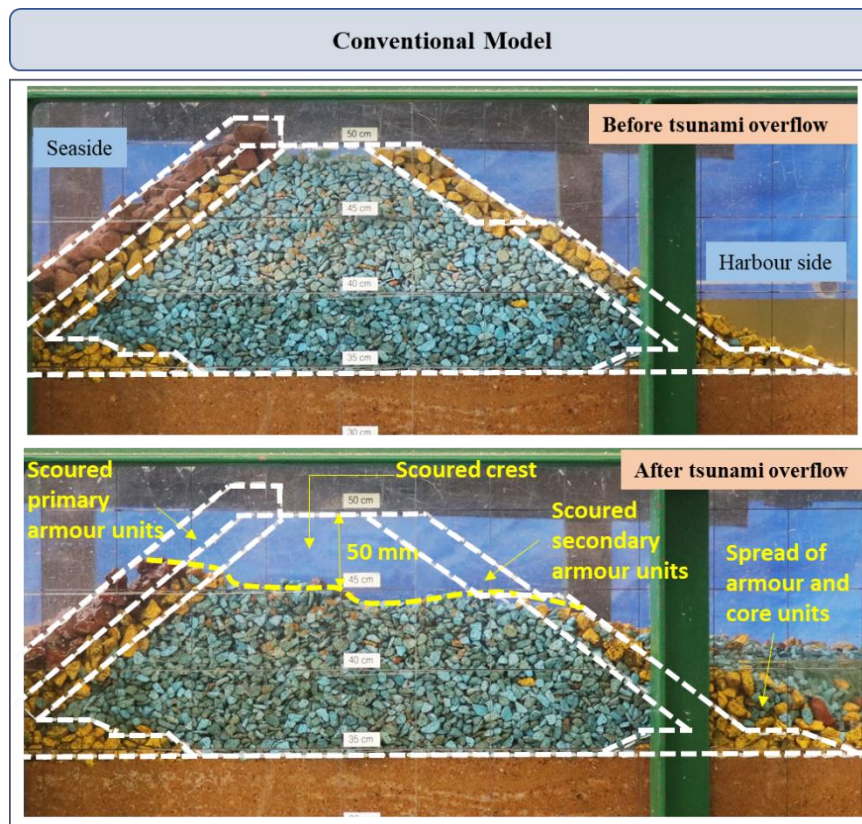 Conventional Model
Before tsunami overflow
Seaside
Harbour side
50 cm
45 cm
40 cm
35 cm
30 cm
After tsunami overflow
Scoured
primary
armour units
Scoured crest
50 cm
50 mm
Scoured
secondary
armour units
Spread of
armour and
core units
45 cm
40 cm
35 cm